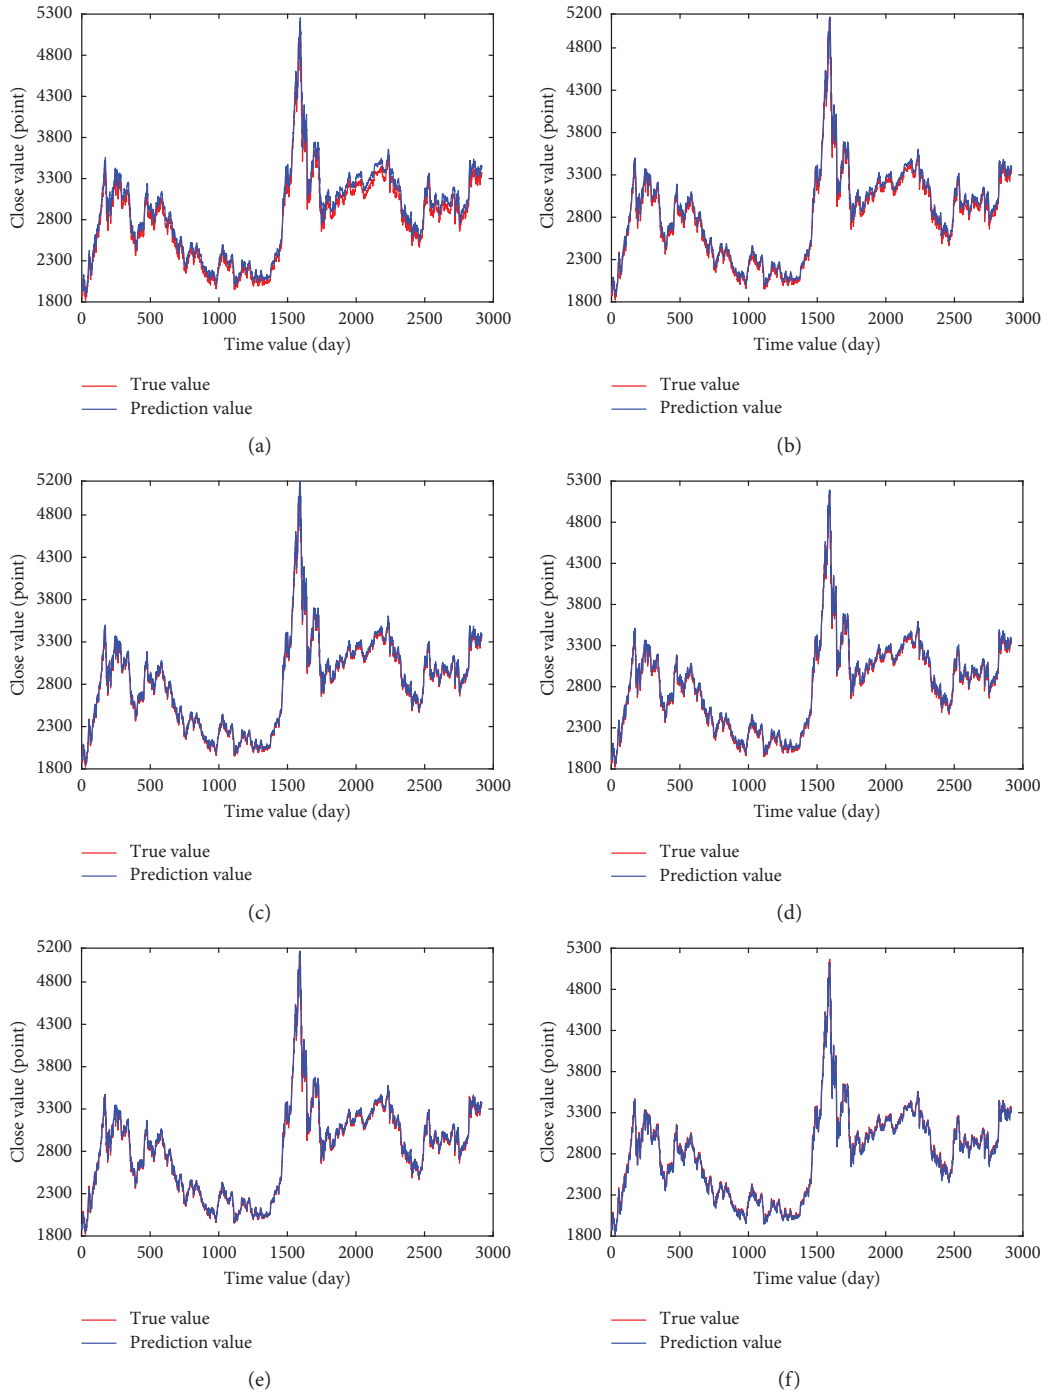 5300
4800
4300
3800
3300
2800
2300
1800
Close value (point)
0 500 1000 1500 2000 2500 3000
Time value (day)
True value
Prediction value
(a)
5200
4800
4300
3800
3300
2800
2300
1800
Close value (point)
0 500 1000 1500 2000 2500 3000
Time value (day)
True value
Prediction value
(b)
5200
4800
4300
3800
3300
2800
2300
1800
Close value (point)
0 500 1000 1500 2000 2500 3000
Time value (day)
True value
Prediction value
(c)
5300
4800
4300
3800
3300
2800
2300
1800
Close value (point)
0 500 1000 1500 2000 2500 3000
Time value (day)
True value
Prediction value
(d)
5200
4800
4300
3800
3300
2800
2300
1800
Close value (point)
0 500 1000 1500 2000 2500 3000
Time value (day)
True value
Prediction value
(e)
5300
4800
4300
3800
3300
2800
2300
1800
Close value (point)
0 500 1000 1500 2000 2500 3000
Time value (day)
True value
Prediction value
(f)